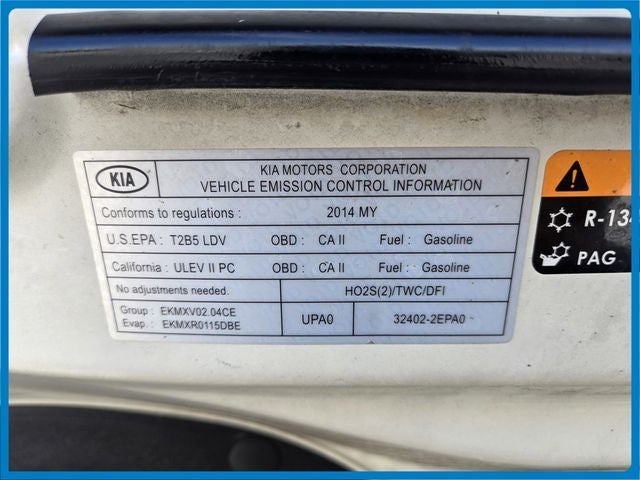 KIA
KIA MOTORS CORPORATION
VEHICLE EMISSION CONTROL INFORMATION
Conforms to regulations : 2014 MY
U.S.EPA : T2B5 LDV OBD : CA II Fuel : Gasoline
California : ULEV II PC OBD : CA II Fuel : Gasoline
No adjustments needed. HO2S(2)/TWC/DFI
Group : EKMXV02.04CE
Evap. : EKMXR0115DBE
UPA0
32402-2EPA0
PAG